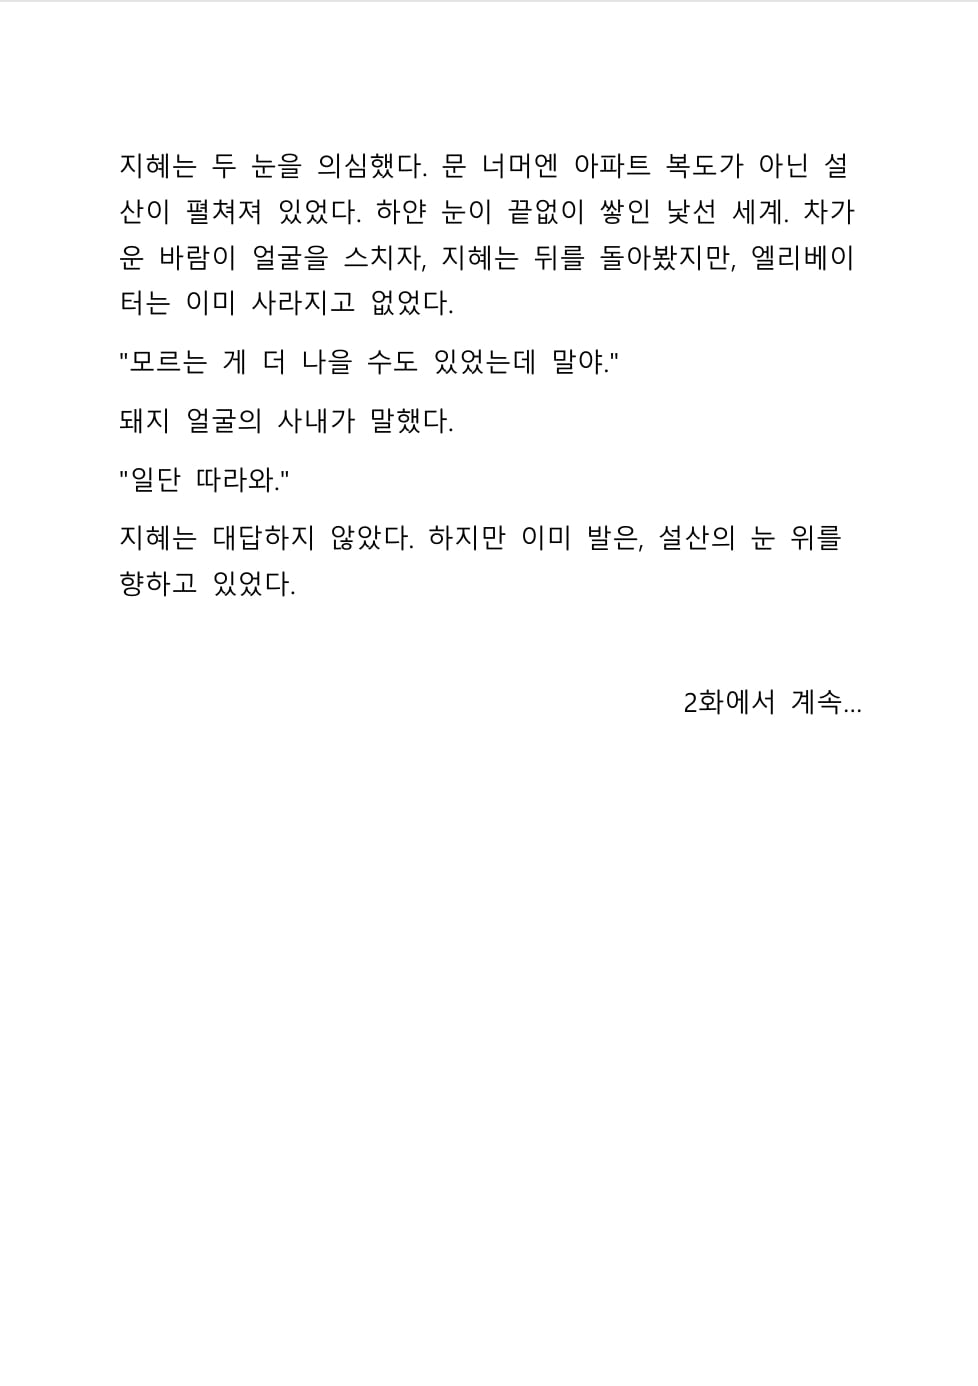 지혜는 두 눈을 의심했다. 문 너머엔 아파트 복도가 아닌 설
산이 펼쳐져 있었다. 하얀 눈이 끝없이 쌓인 낯선 세계. 차가
운 바람이 얼굴을 스치자, 지혜는 뒤를 돌아봤지만, 엘리베이
터는 이미 사라지고 없었다.
"모르는 게 더 나을 수도 있었는데 말야."
돼지 얼굴의 사내가 말했다.
"일단 따라와."
지혜는 대답하지 않았다. 하지만 이미 발은, 설산의 눈 위를
향하고 있었다.
2화에서 계속...